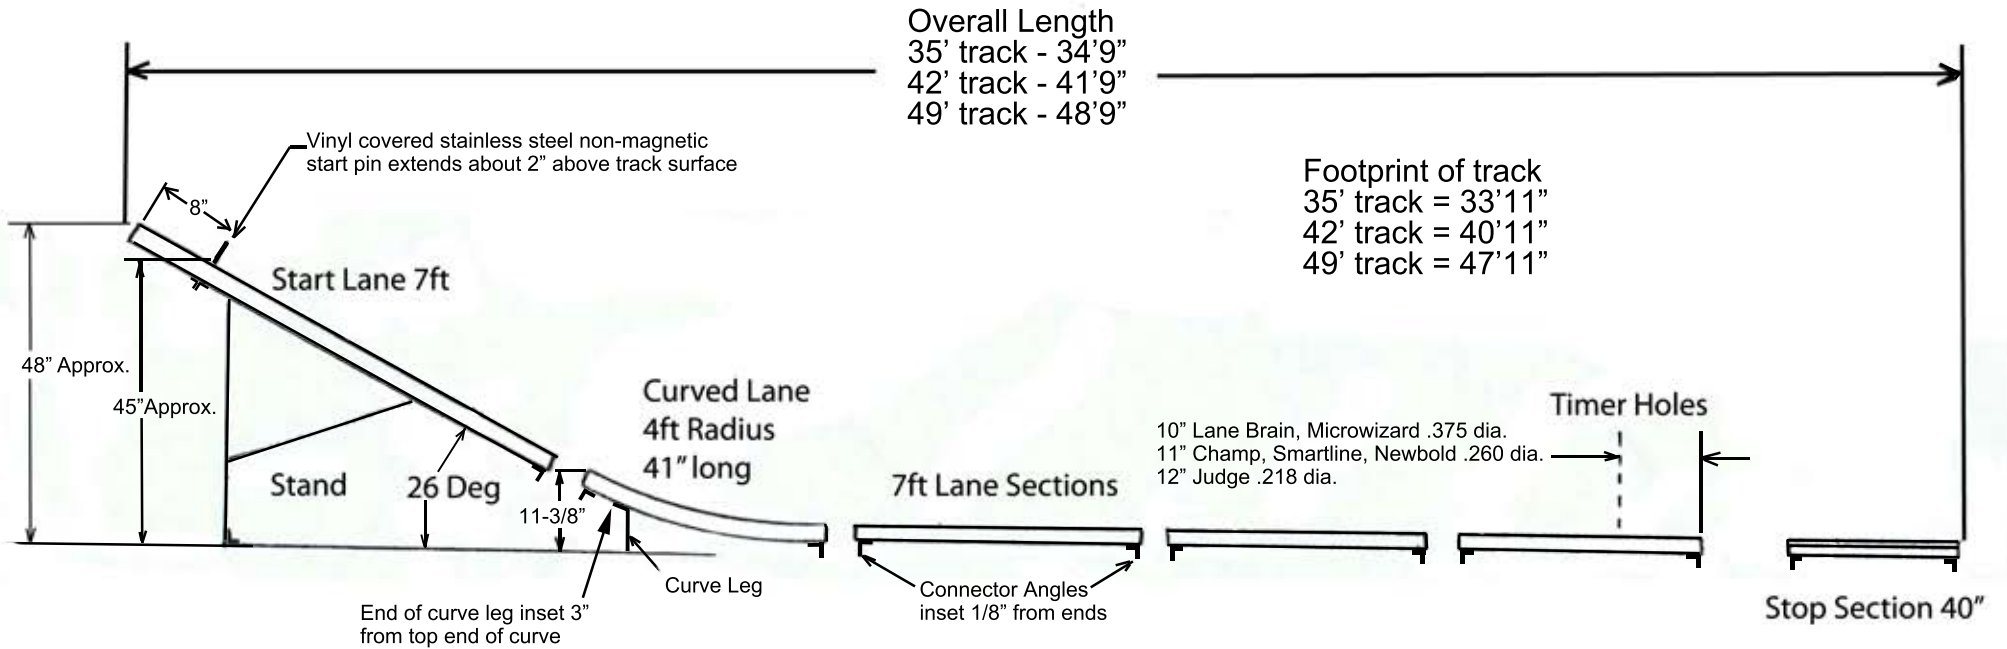 Overall Length
35’ track - 34’9”
42’ track - 41’9”
49’ track - 48’9”
Vinyl covered stainless steel non-magnetic
start pin extends about 2” above track surface
Footprint of track
35’ track = 33’11”
42’ track = 40’11”
49’ track = 47’11”
8”
Start Lane 7ft
48” Approx.
45”Approx.
Curved Lane
4ft Radius
41” long
Timer Holes
10” Lane Brain, Microwizard .375 dia.
11” Champ, Smartline, Newbold .260 dia.
12” Judge .218 dia.
Stand
26 Deg
11-3/8”
7ft Lane Sections
Curve Leg
Connector Angles
inset 1/8” from ends
End of curve leg inset 3”
from top end of curve
Stop Section 40”